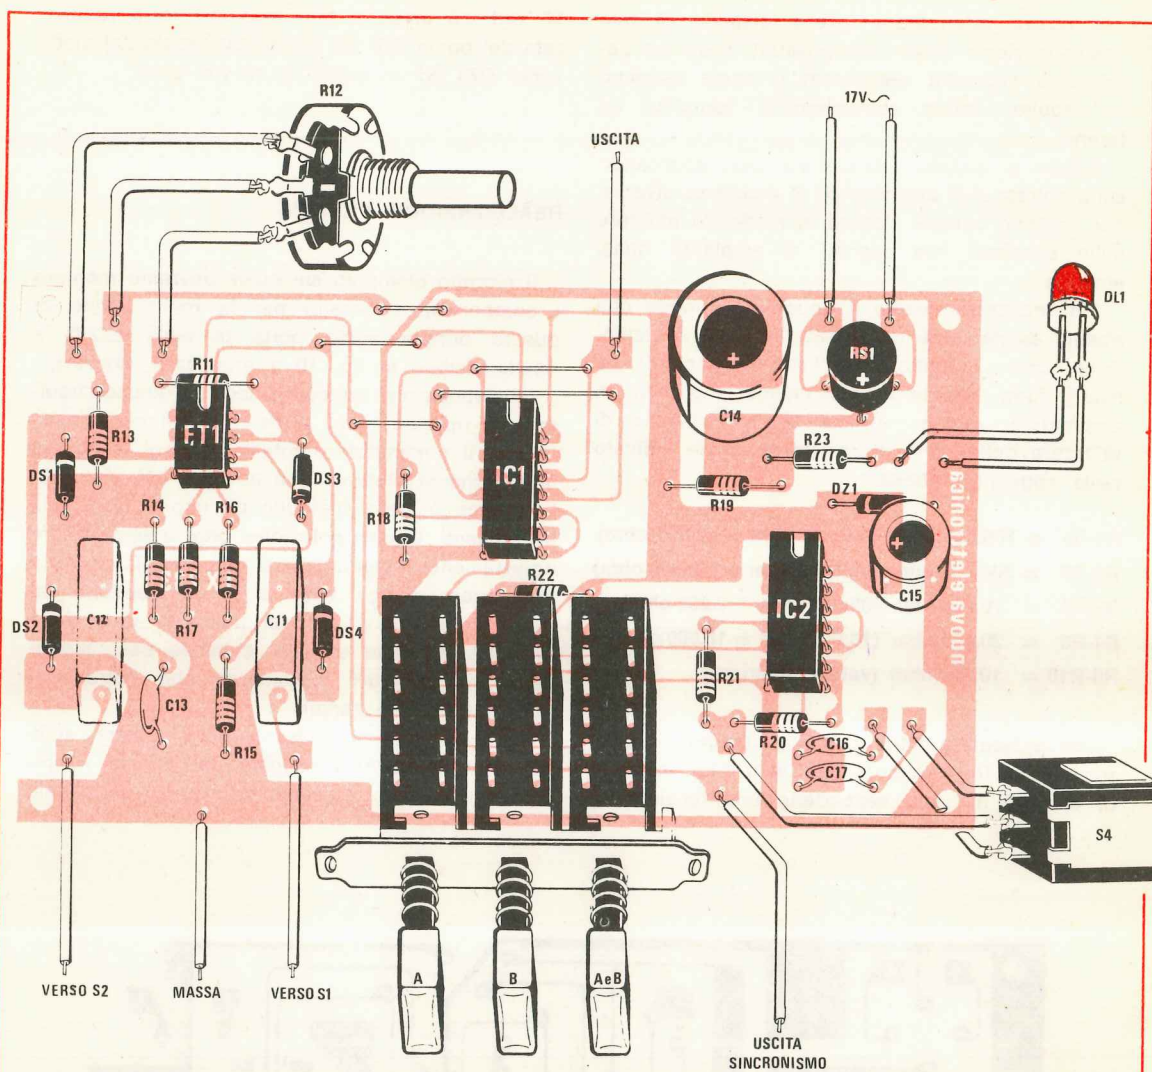 R12
17V~
USCITA
DL1
RS1
+
+
C14
R11
R13
FT1
DS1
DS3
IC1
R23
R18
R19
DZ1
+
C15
R14
R16
R22
IC2
nuova elettronica
DS2
C12
R17
C11
DS4
R21
C13
R15
R20
C16
C17
S4
A
B
AeB
VERSO S2
MASSA
VERSO S1
USCITA
SINCRONISMO